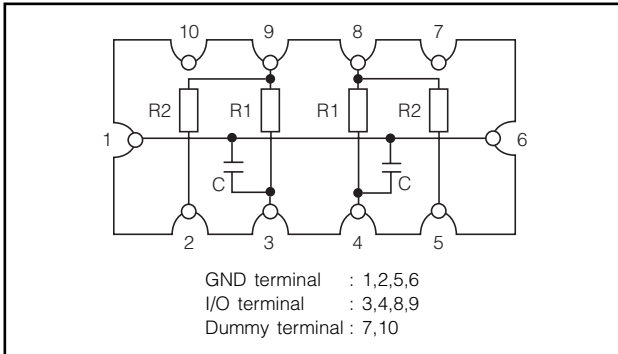 10 9 8 7
R2 R1 R1 R2
1 6
C C
2 3 4 5
GND terminal : 1,2,5,6
I/O terminal : 3,4,8,9
Dummy terminal : 7,10